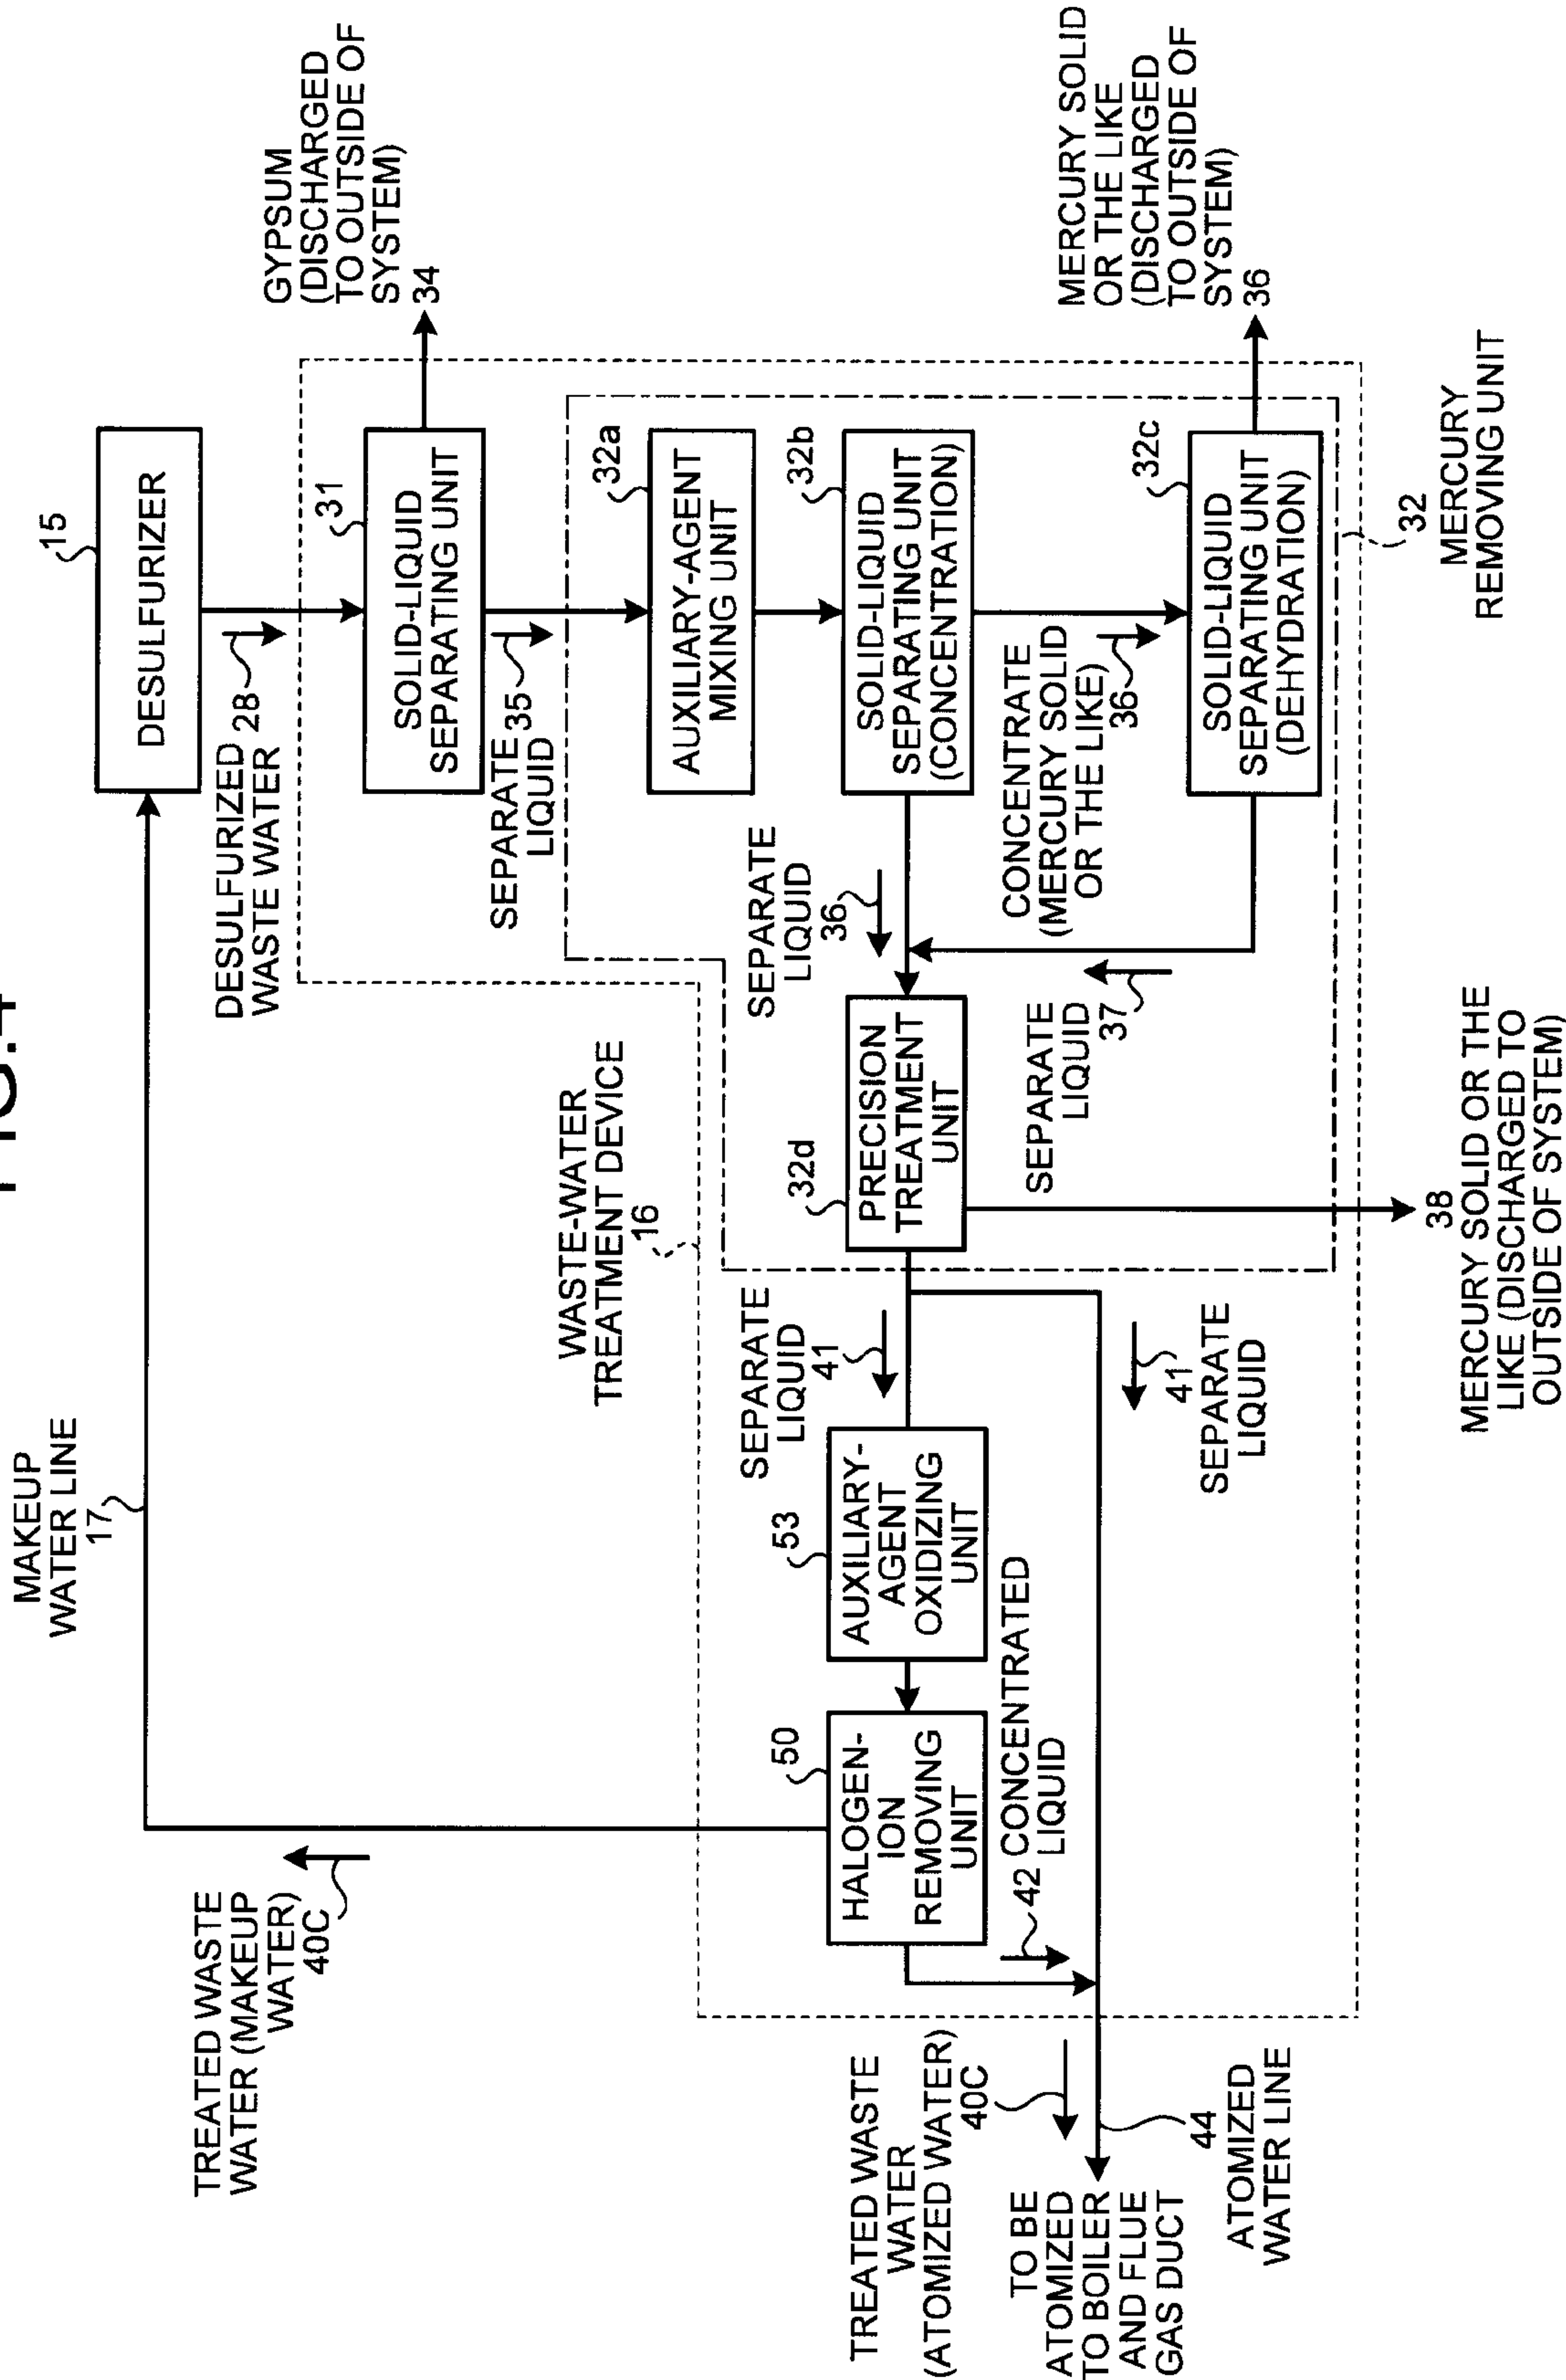 FIG.4
MAKEUP
WATER LINE
17
TREATED WASTE
WATER (MAKEUP
WATER)
40C
15
DESULFURIZER
DESULFURIZED
WASTE WATER
28
GYPSUM
(DISCHARGED
TO OUTSIDE OF
SYSTEM)
34
31
SOLID-LIQUID
SEPARATING UNIT
SEPARATE
LIQUID
35
WASTE-WATER
TREATMENT DEVICE
16
32a
AUXILIARY-AGENT
MIXING UNIT
32b
SOLID-LIQUID
SEPARATING UNIT
(CONCENTRATION)
SEPARATE
LIQUID
36
CONCENTRATE
(MERCURY SOLID
OR THE LIKE)
36
32c
SOLID-LIQUID
SEPARATING UNIT
(DEHYDRATION)
MERCURY SOLID
OR THE LIKE
(DISCHARGED
TO OUTSIDE OF
SYSTEM)
36
32
MERCURY
REMOVING UNIT
SEPARATE
LIQUID
37
32d
PRECISION
TREATMENT
UNIT
38
MERCURY SOLID OR THE
LIKE (DISCHARGED TO
OUTSIDE OF SYSTEM)
SEPARATE
LIQUID
41
41
SEPARATE
LIQUID
53
AUXILIARY-
AGENT
OXIDIZING
UNIT
50
HALOGEN-
ION
REMOVING
UNIT
42 CONCENTRATED
LIQUID
TREATED WASTE
WATER
(ATOMIZED WATER)
40C
TO BE
ATOMIZED
TO BOILER
AND FLUE
GAS DUCT
44
ATOMIZED
WATER LINE